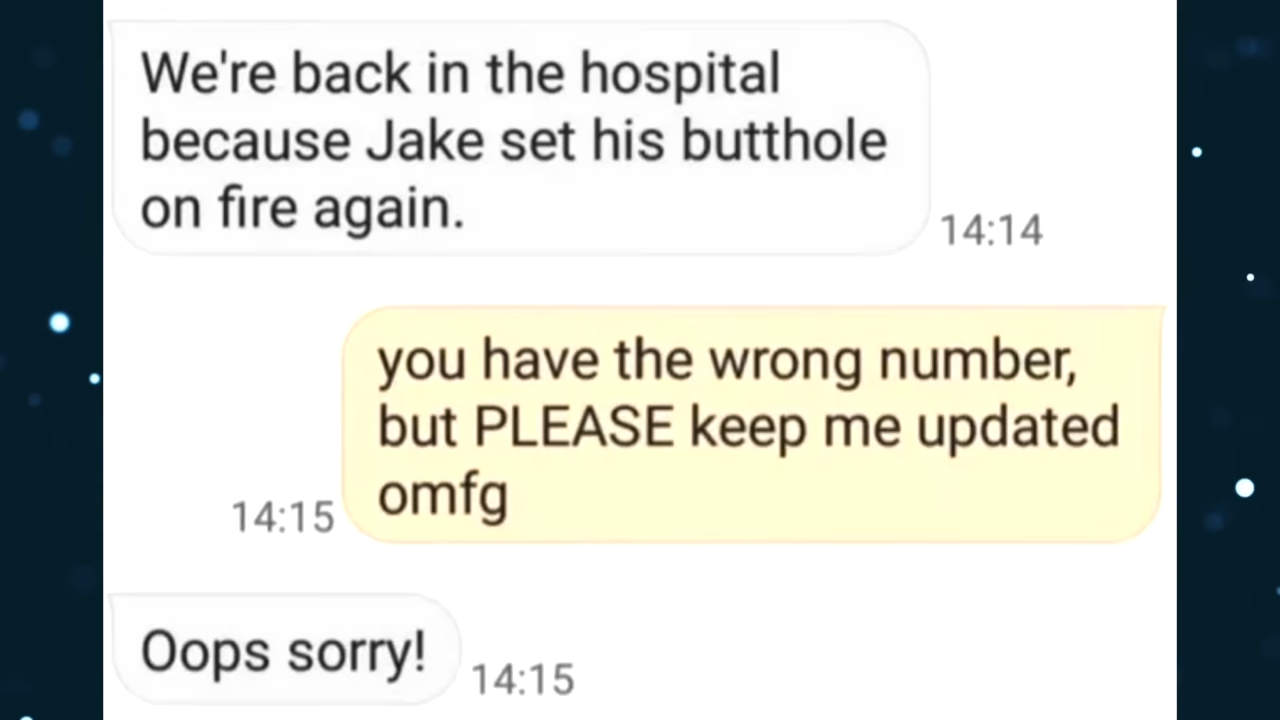 We're back in the hospital
because Jake set his butthole
on fire again.
14:14
you have the wrong number,
but PLEASE keep me updated
omfg
14:15
Oops sorry!
14:15